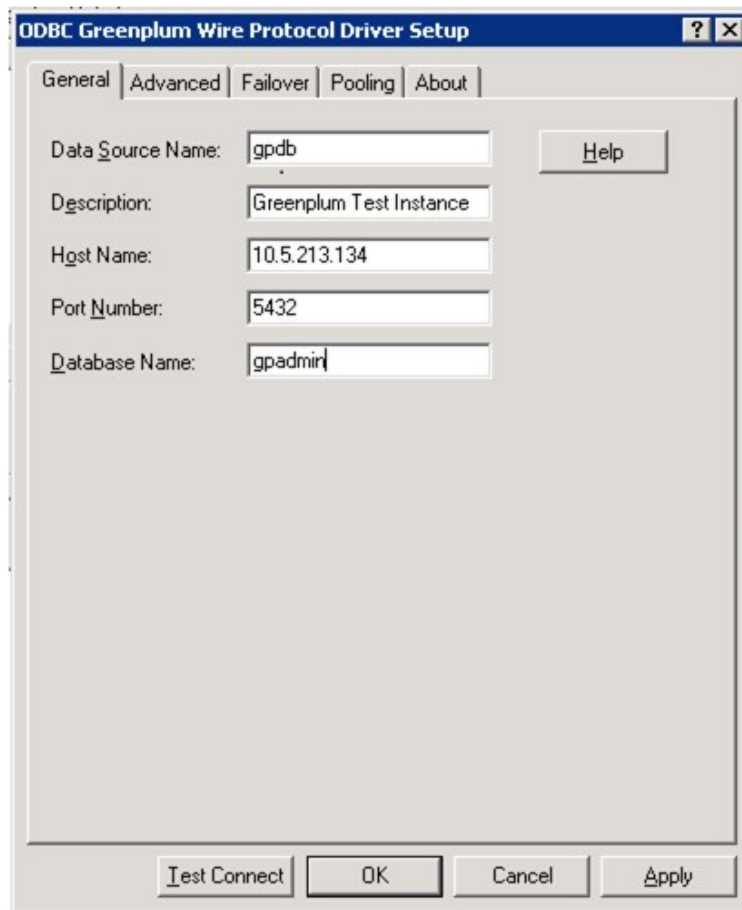 ODBC Greenplum Wire Protocol Driver Setup
General Advanced Failover Pooling About
Data Source Name: gpdb Help
Description: Greenplum Test Instance
Host Name: 10.5.213.134
Port Number: 5432
Database Name: gpadmin
Test Connect OK Cancel Apply